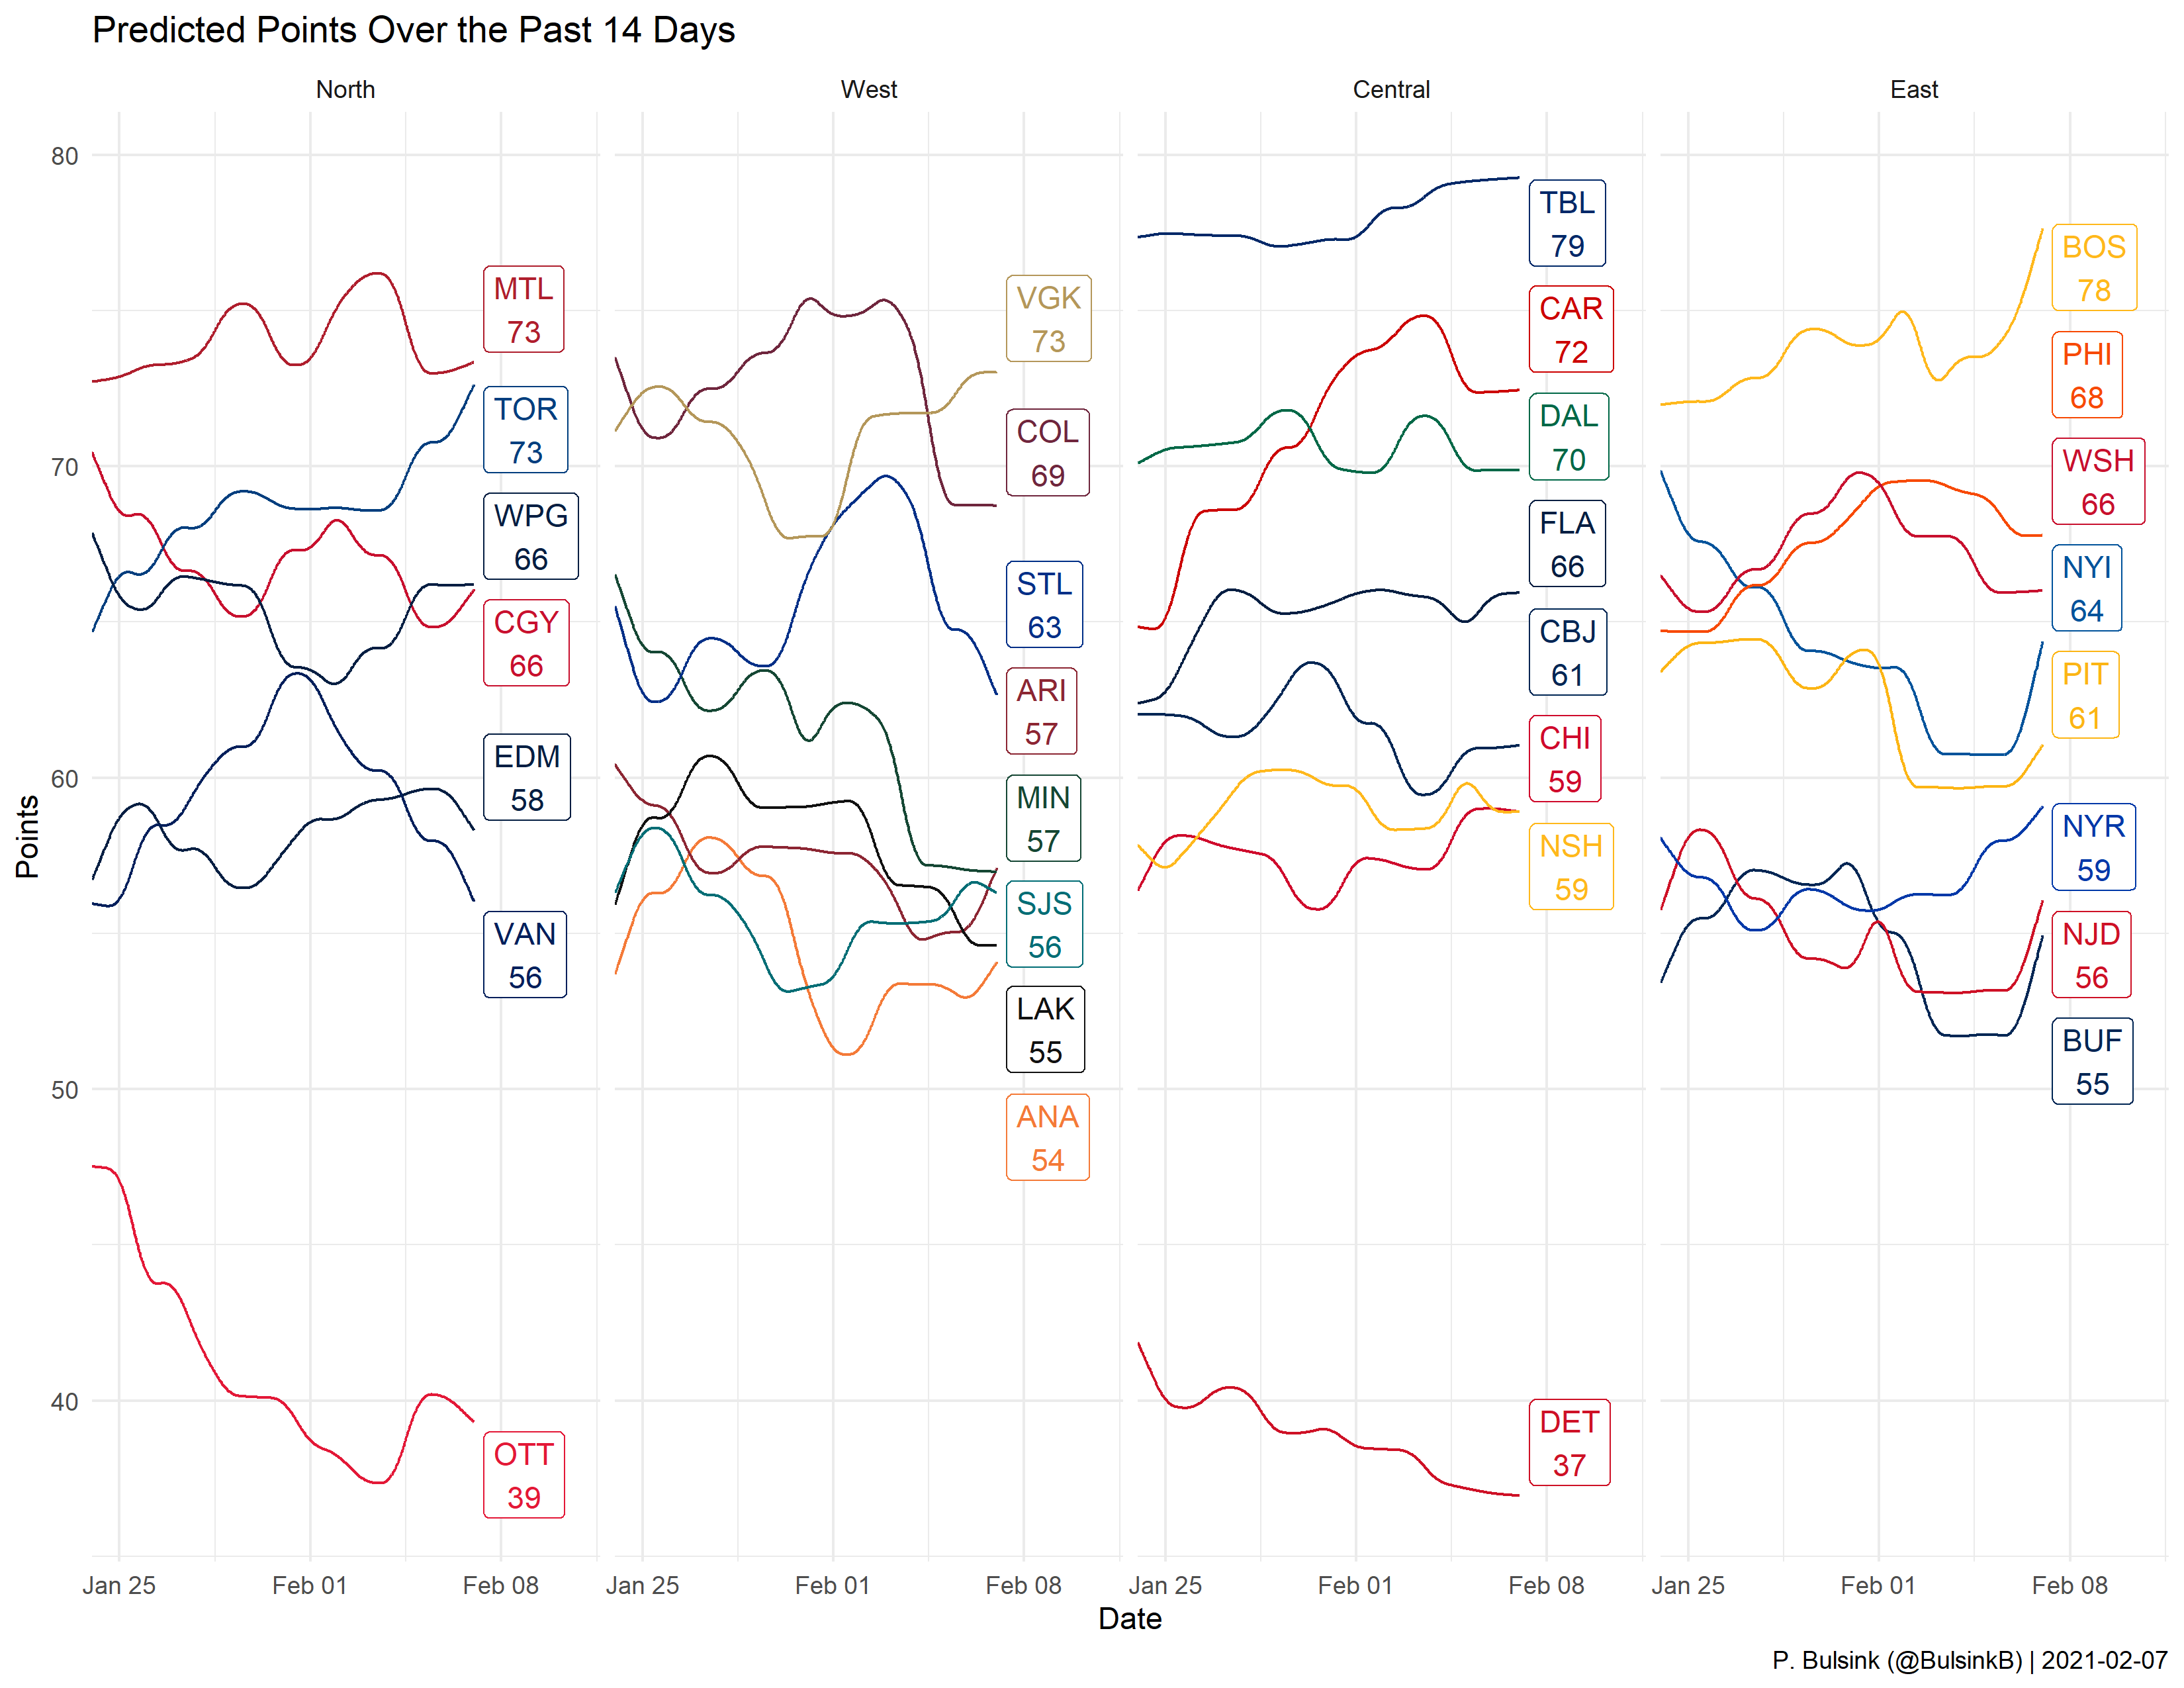 Predicted Points Over the Past 14 Days
North
West
Central
East
80
70
60
50
40
Points
MTL
73
TOR
73
WPG
66
CGY
66
EDM
58
VAN
56
OTT
39
VGK
73
COL
69
STL
63
ARI
57
MIN
57
SJS
56
LAK
55
ANA
54
TBL
79
CAR
72
DAL
70
FLA
66
CBJ
61
CHI
59
NSH
59
DET
37
BOS
78
PHI
68
WSH
66
NYI
64
PIT
61
NYR
59
NJD
56
BUF
55
Jan 25 Feb 01 Feb 08
Jan 25 Feb 01 Feb 08
Jan 25 Feb 01 Feb 08
Jan 25 Feb 01 Feb 08
Date
P. Bulsink (@BulsinkB) | 2021-02-07